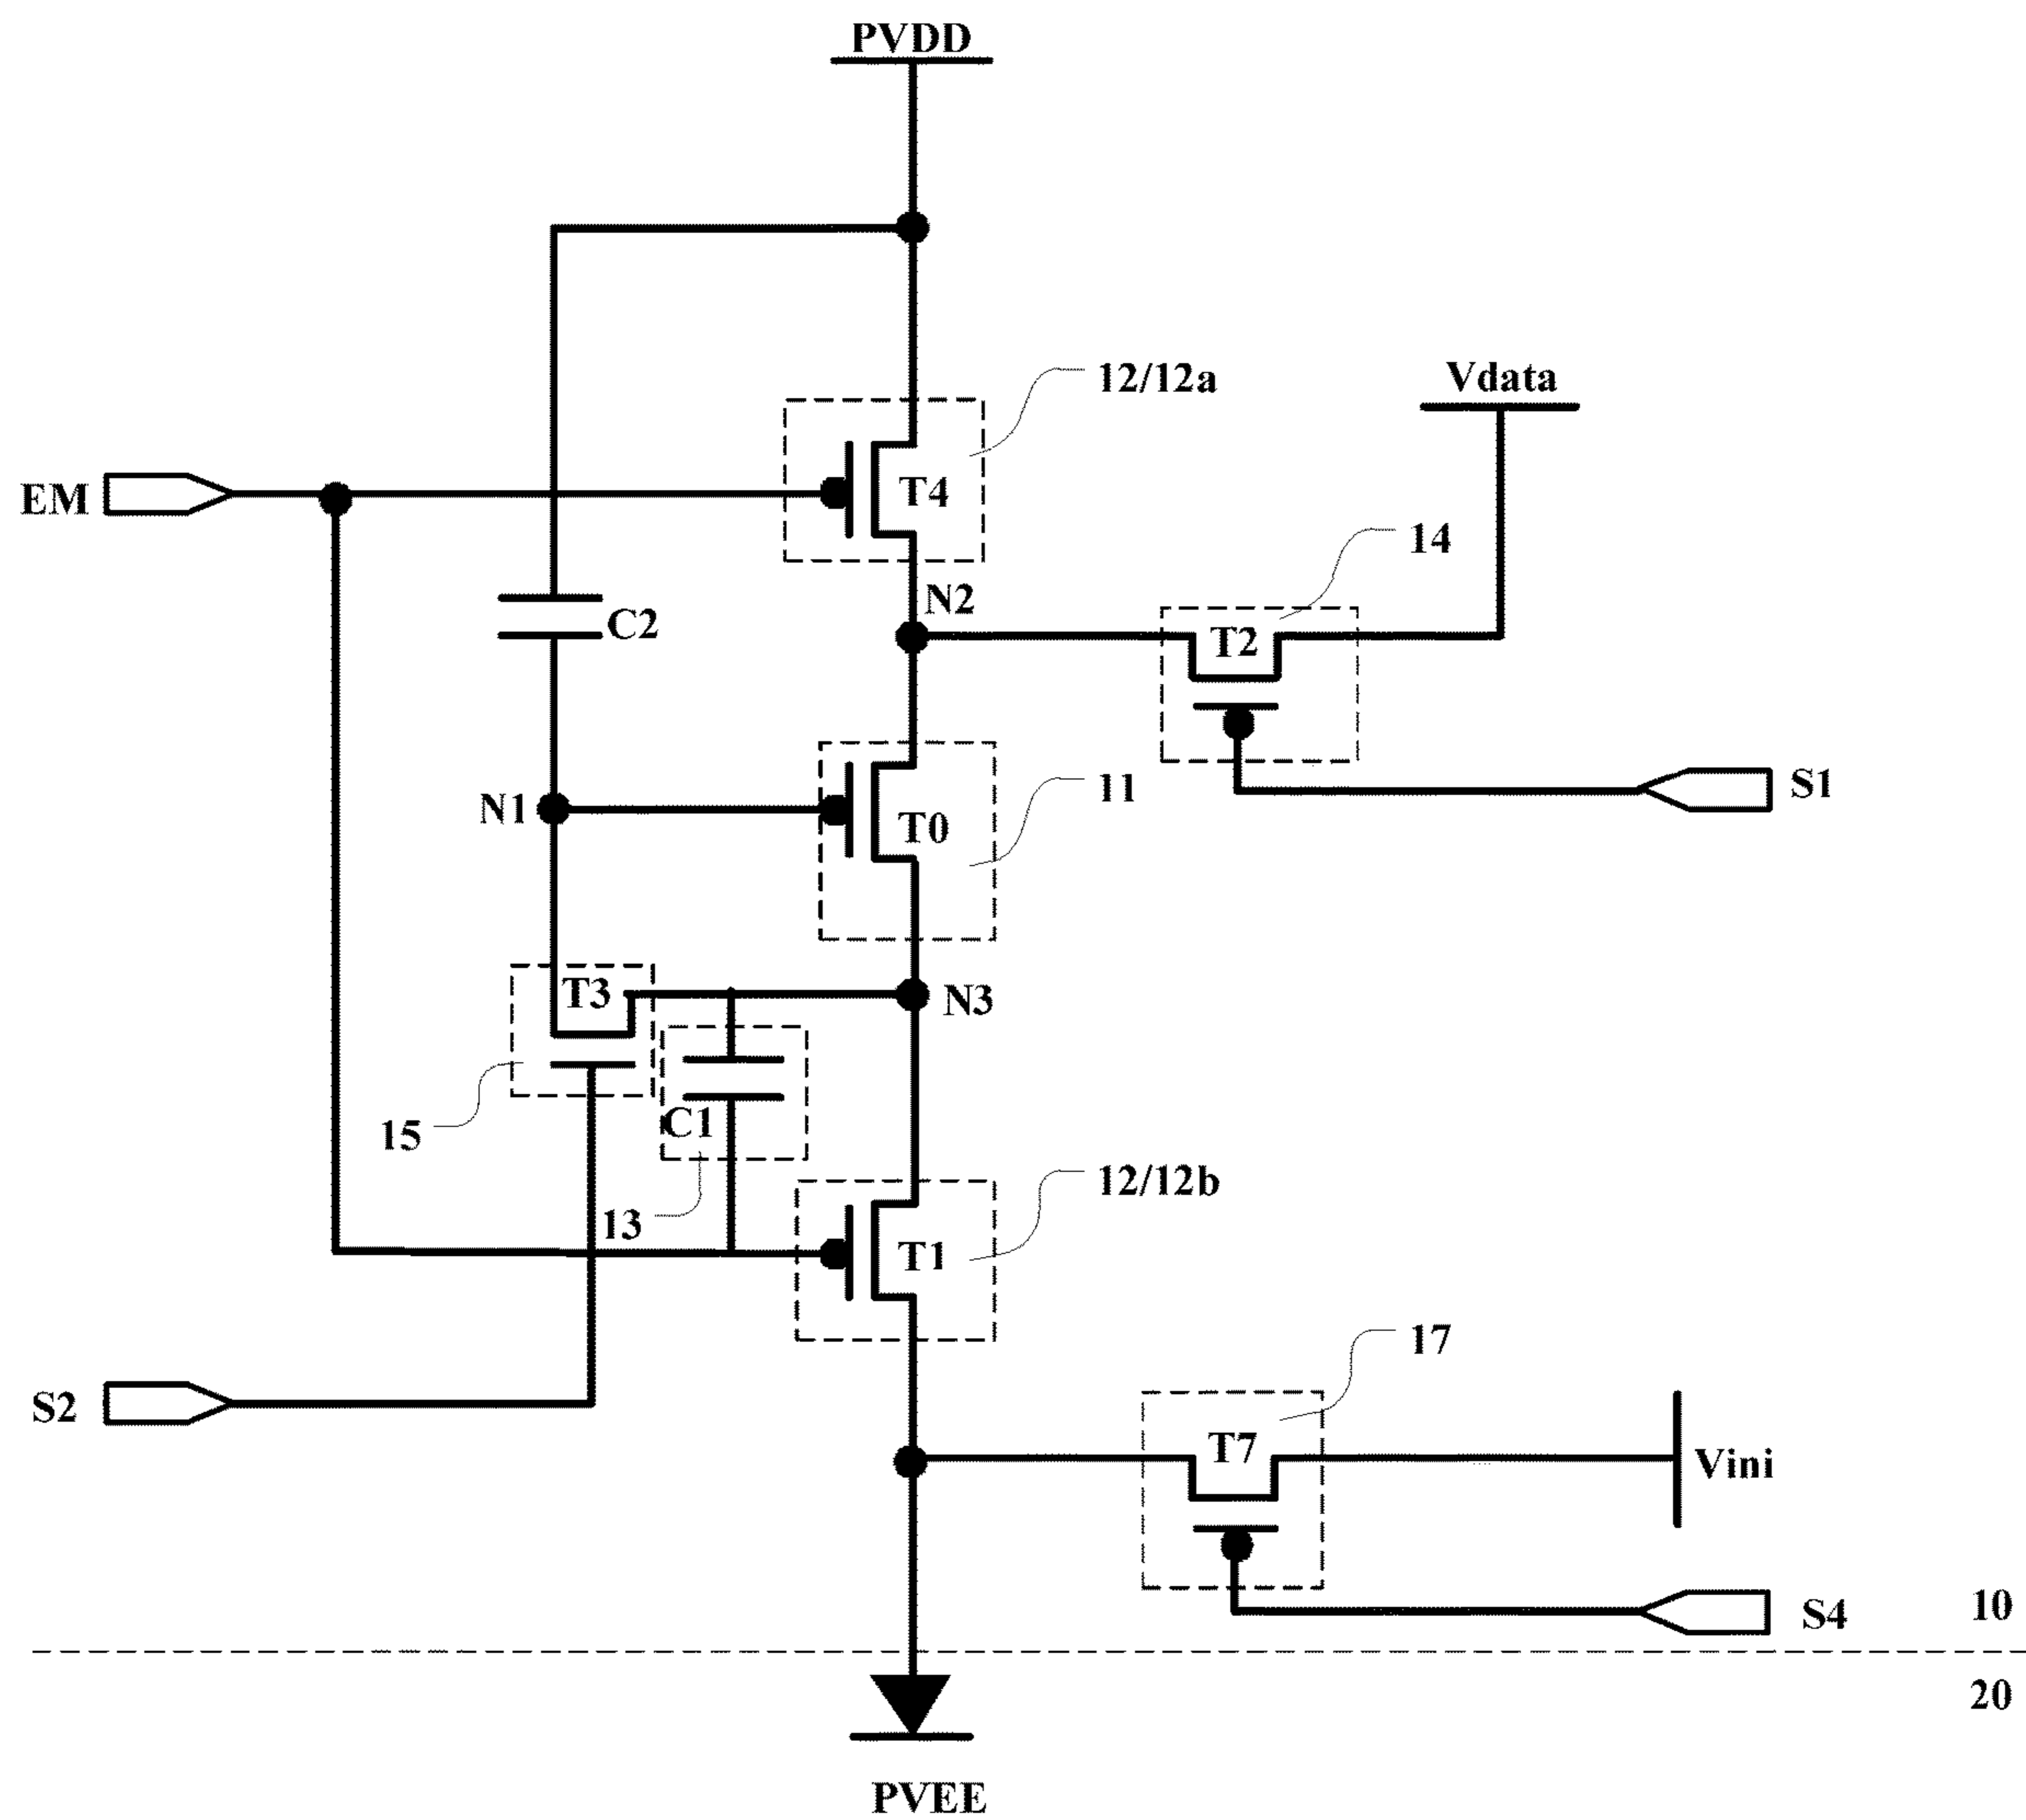 PVDD
12/12a
Vdata
EM
T4
14
N2
C2
T2
N1
11
S1
T0
T3
N3
C1
15
12/12b
13
T1
17
S2
T7
Vini
S4
10
20
PVEE